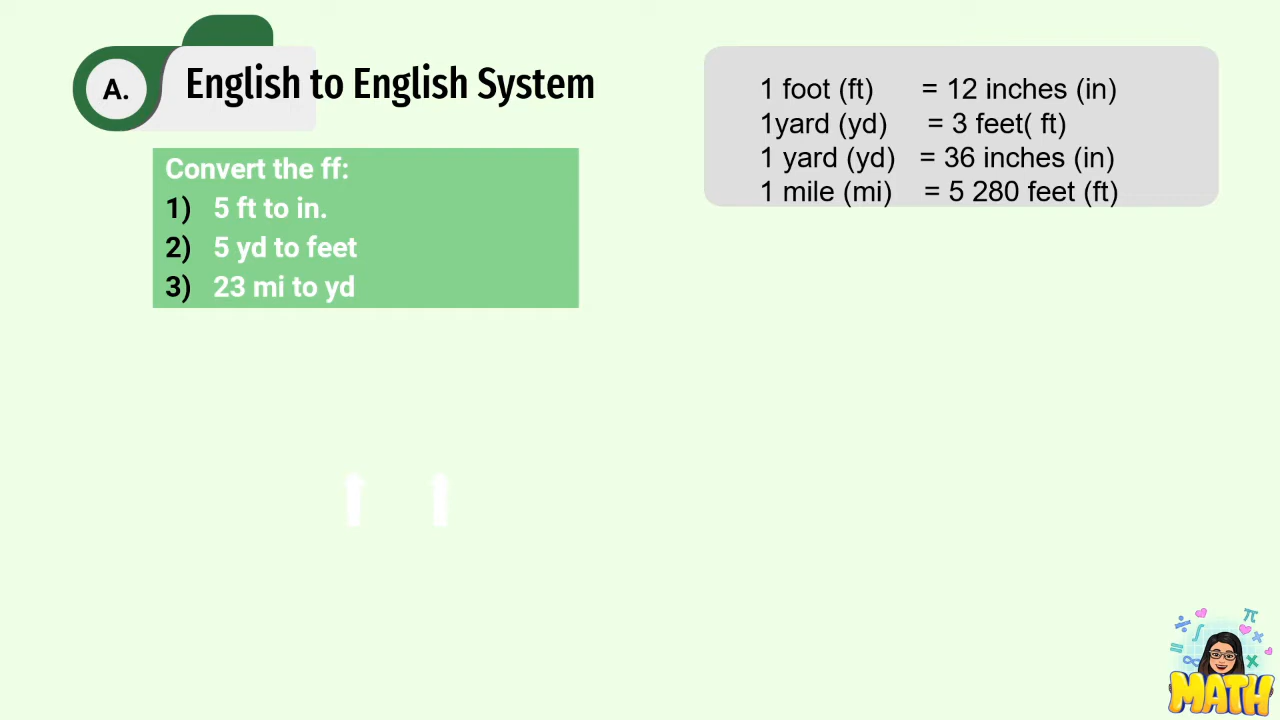 A.
English to English System
Convert the ff:
1) 5 ft to in.
2) 5 yd to feet
3) 23 mi to yd
1 foot (ft) = 12 inches (in)
1yard (yd) = 3 feet( ft)
1 yard (yd) = 36 inches (in)
1 mile (mi) = 5 280 feet (ft)
MATH